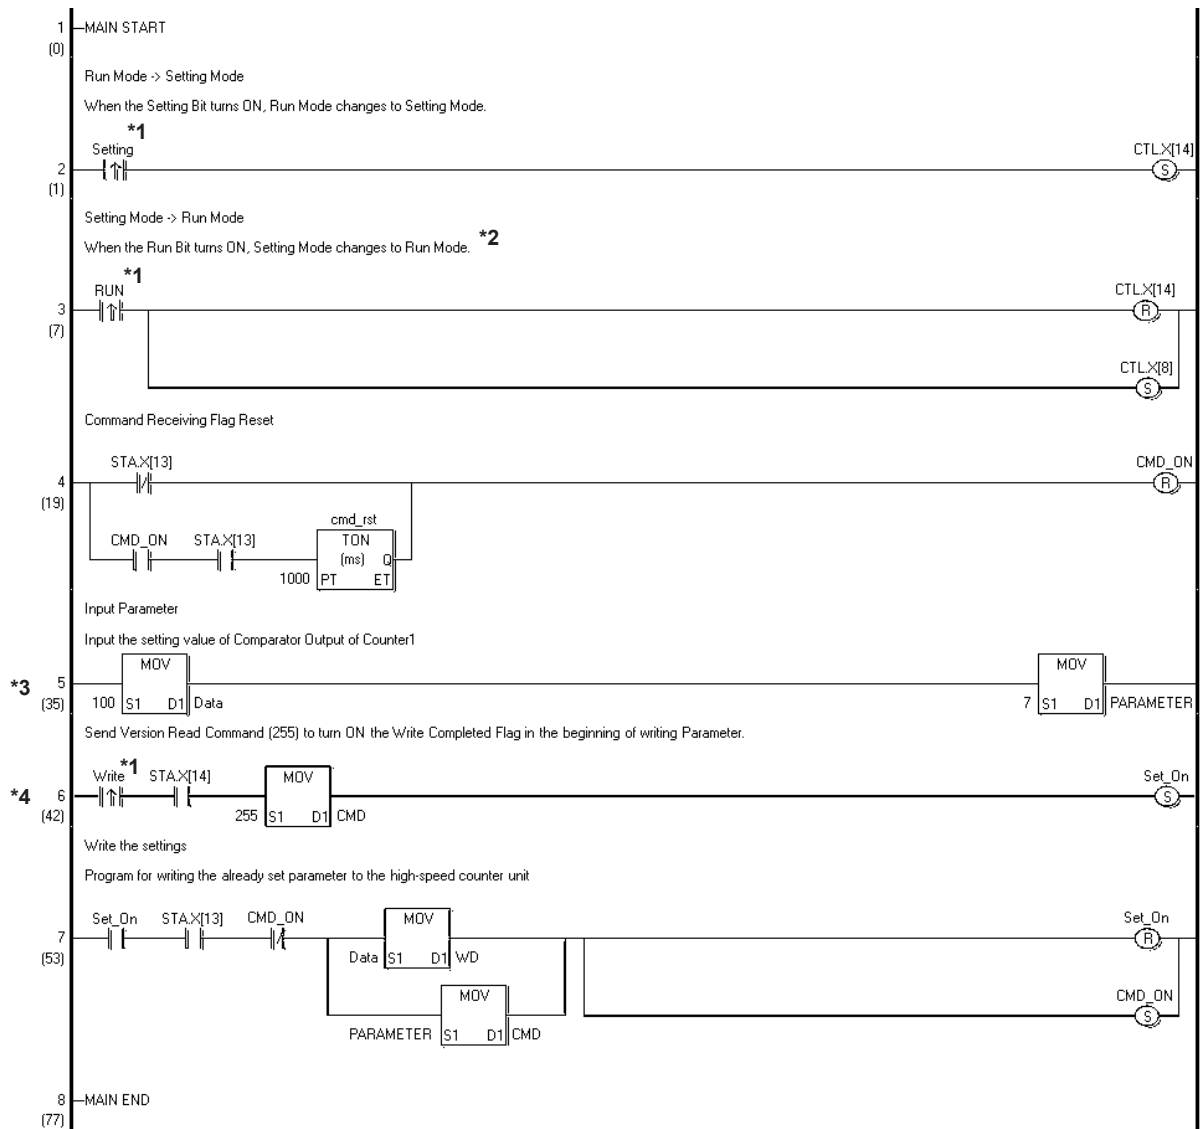 1 MAIN START
(0)
Run Mode -> Setting Mode
When the Setting Bit turns ON, Run Mode changes to Setting Mode.
*1
Setting CTL.X[14]
2 S
(1)
Setting Mode -> Run Mode
When the Run Bit turns ON, Setting Mode changes to Run Mode. *2
*1
RUN CTL.X[14]
3 R
(7)
CTL.X[8]
S
Command Receiving Flag Reset
STA.X[13] CMD_ON
4 R
(19)
cmd_rst
CMD_ON STA.X[13] TON
(ms) Q
1000 PT ET
Input Parameter
Input the setting value of Comparator Output of Counter1
MOV MOV
*3 5
(35) 100 S1 D1 Data 7 S1 D1 PARAMETER
Send Version Read Command (255) to turn ON the Write Completed Flag in the beginning of writing Parameter.
Write *1 STA.X[14] MOV Set_On
*4 6 S
(42) 255 S1 D1 CMD
Write the settings
Program for writing the already set parameter to the high-speed counter unit
Set_On STA.X[13] CMD_ON MOV Set_On
7 R
(53) Data S1 D1 WD
MOV CMD_ON
S
PARAMETER S1 D1 CMD
8 MAIN END
(77)